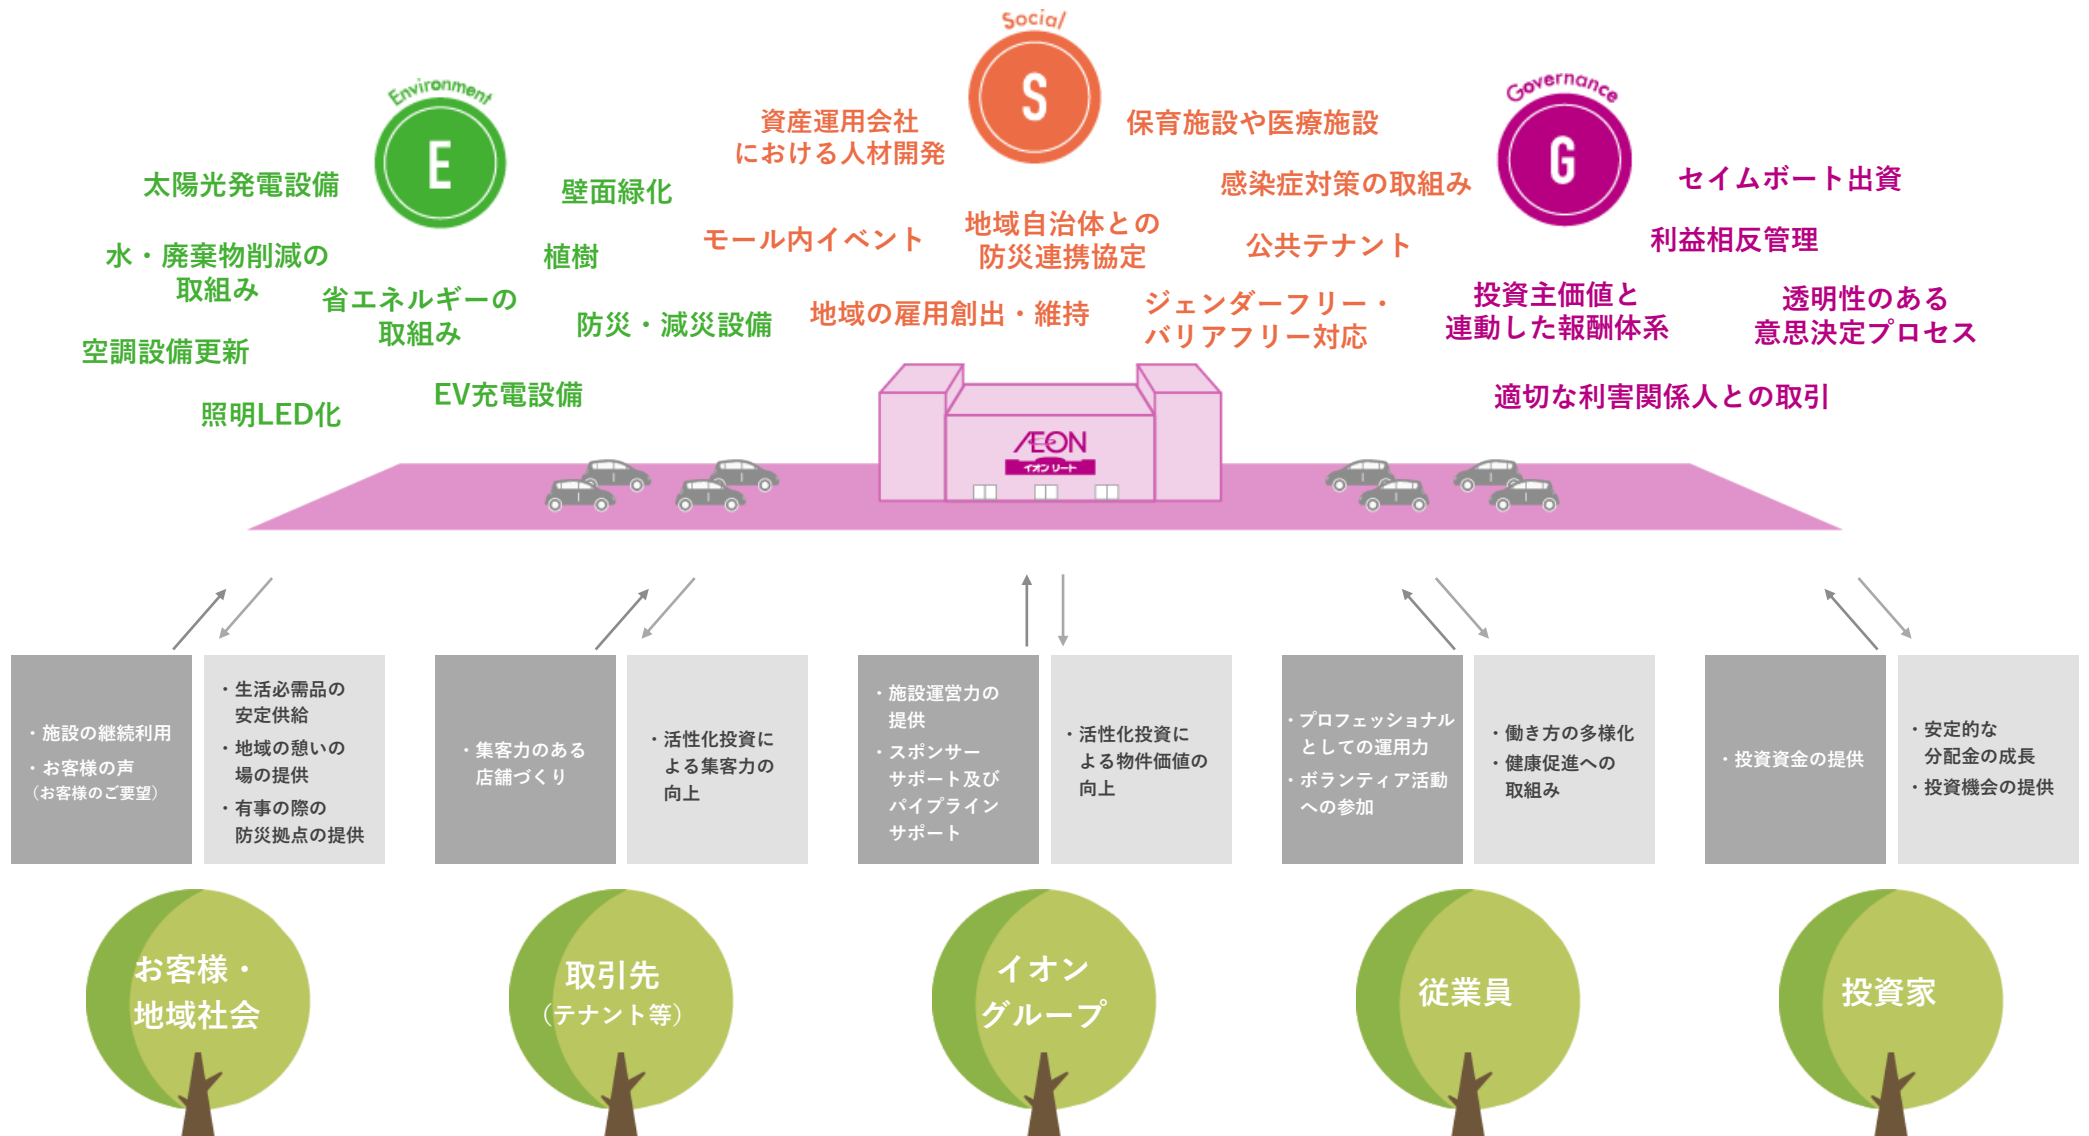 Environment
E
太陽光発電設備
壁面緑化
水・廃棄物削減の
取組み
植樹
省エネルギーの
取組み
防災・減災設備
空調設備更新
EV充電設備
照明LED化
Social
S
資産運用会社
における人材開発
保育施設や医療施設
感染症対策の取組み
モール内イベント
地域自治体との
防災連携協定
公共テナント
地域の雇用創出・維持
ジェンダーフリー・
バリアフリー対応
Governance
G
セイムボート出資
利益相反管理
投資主価値と
連動した報酬体系
透明性のある
意思決定プロセス
適切な利害関係人との取引
ÆON
イオンリート
・施設の継続利用
・お客様の声
（お客様のご要望）
・生活必需品の
安定供給
・地域の憩いの
場の提供
・有事の際の
防災拠点の提供
・集客力のある
店舗づくり
・活性化投資に
よる集客力の
向上
・施設運営力の
提供
・スポンサー
サポート及び
パイプライン
サポート
・活性化投資に
よる物件価値の
向上
・プロフェッショナル
としての運用力
・ボランティア活動
への参加
・働き方の多様化
・健康促進への
取組み
・投資資金の提供
・安定的な
分配金の成長
・投資機会の提供
お客様・
地域社会
取引先
（テナント等）
イオン
グループ
従業員
投資家